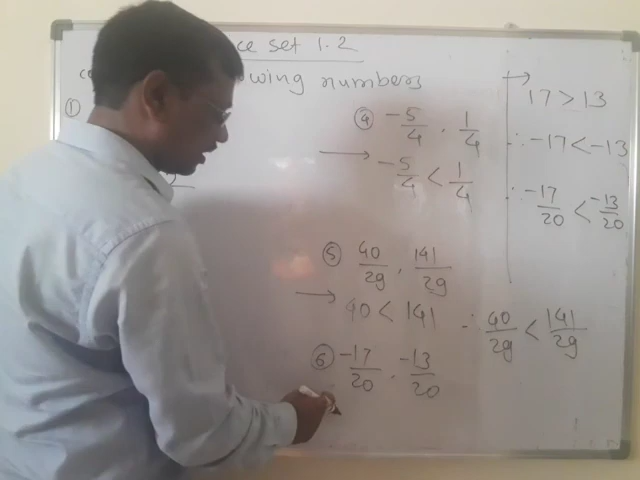 ce set 1.2
owing numbers
①
2
④ -5/4 , 1/4
→ -5/4 < 1/4
⑤ 40/29 , 141/29
→ 40 < 141 ∴ 40/29 < 141/29
⑥ -17/20 , -13/20
→ 17 > 13
∴ -17 < -13
∴ -17/20 < -13/20